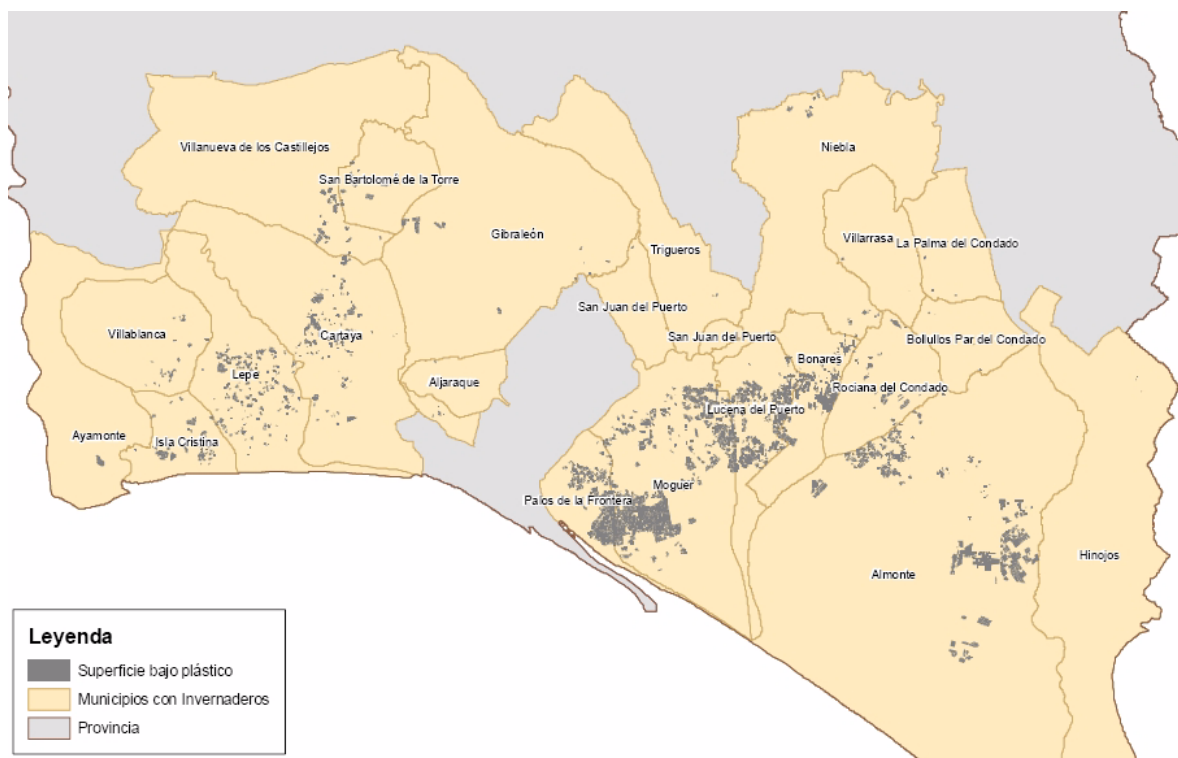 Villanueva de los Castillejos
Niebla
San Bartolomé de la Torre
Gibraleón
Villarrasa
La Palma del Condado
Trigueros
San Juan del Puerto
Villablanca
Cartaya
San Juan del Puerto
Bollullos Par del Condado
Bonares
Lepe
Aljaraque
Rociana del Condado
Lucena del Puerto
Ayamonte
Isla Cristina
Moguer
Palos de la Frontera
Hinojos
Almonte
Leyenda
Superficie bajo plástico
Municipios con Invernaderos
Provincia